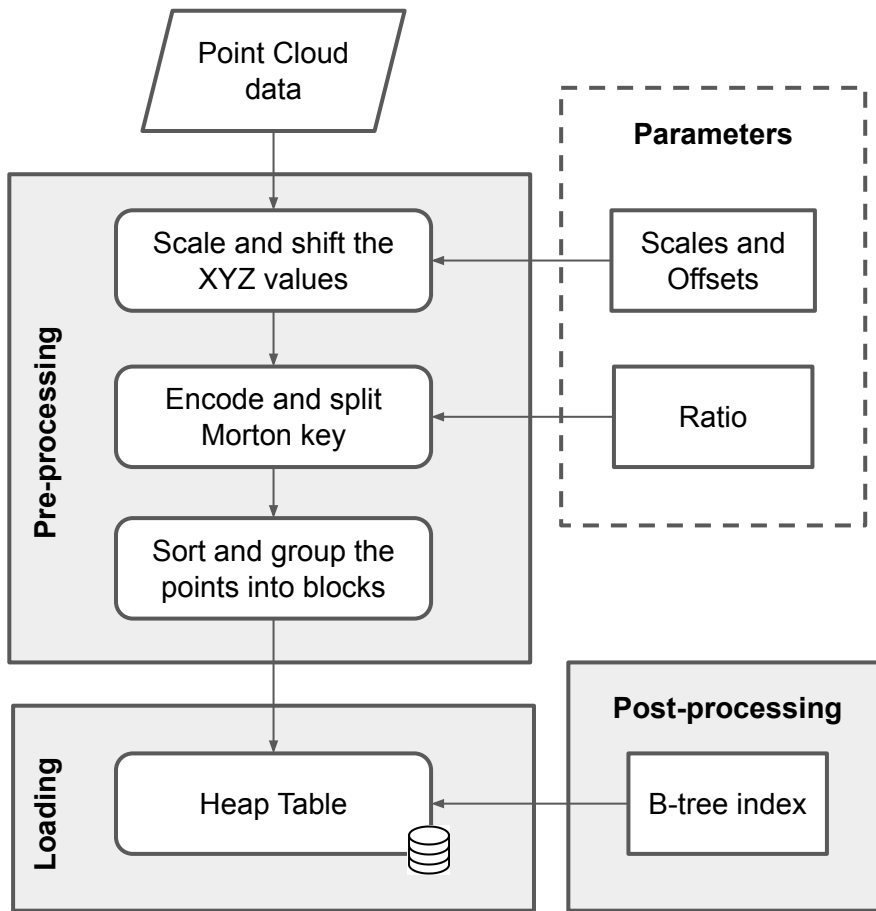 Point Cloud
data
Parameters
Pre-processing
Scale and shift the
XYZ values
Scales and
Offsets
Encode and split
Morton key
Ratio
Sort and group the
points into blocks
Loading
Heap Table
Post-processing
B-tree index